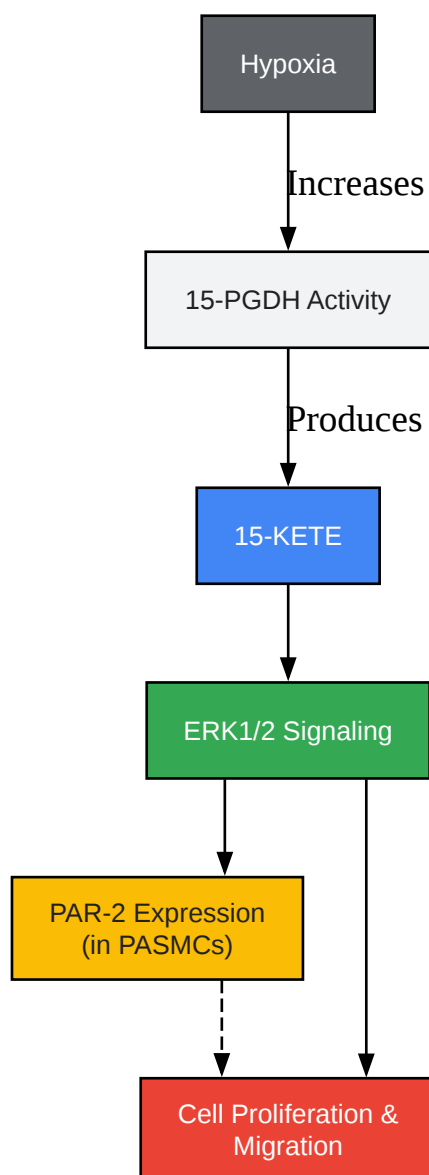 Hypoxia
Increases
15-PGDH Activity
Produces
15-KETE
ERK1/2 Signaling
PAR-2 Expression
(in PASMCs)
Cell Proliferation &
Migration